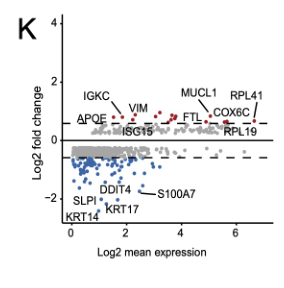 K
4
2
0
−2
Log2 fold change
IGKC
VIM
MUCL1
RPL41
COX6C
APOE
ISG15
FTL
RPL19
DDIT4
S100A7
SLPI
KRT17
KRT14
0
2
4
6
Log2 mean expression